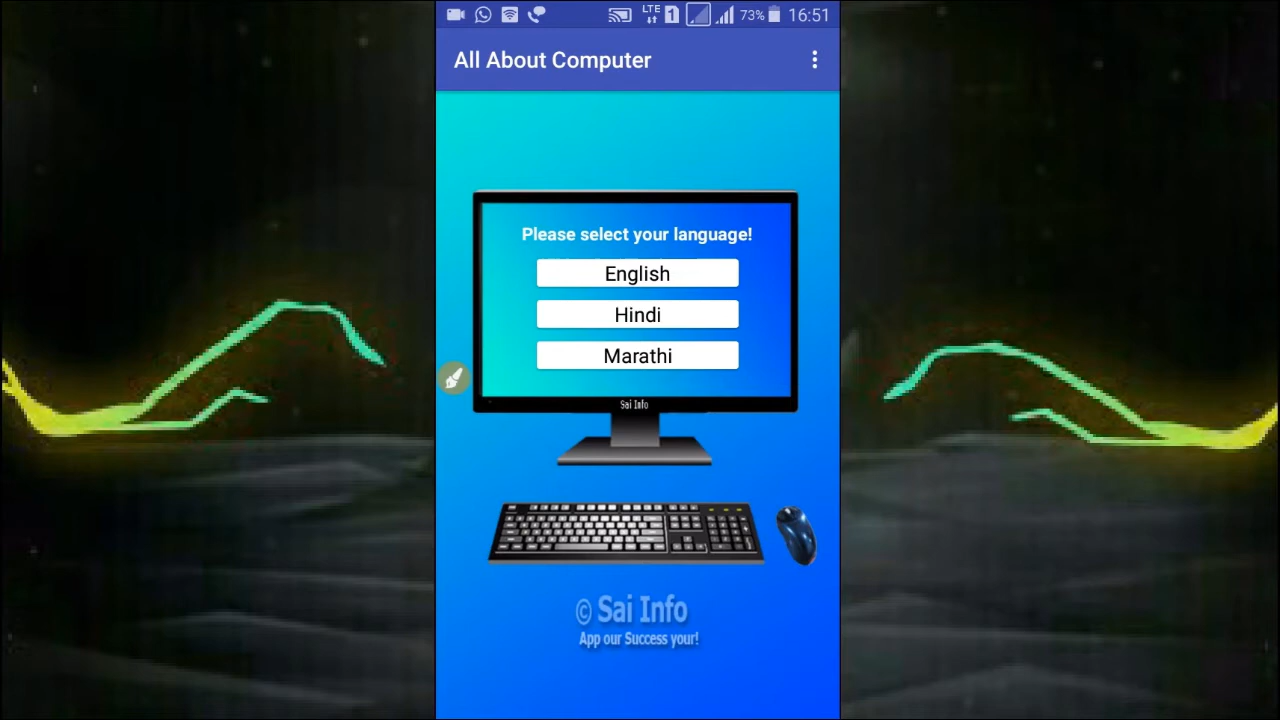 LTE 1 73% 16:51
All About Computer
Please select your language!
English
Hindi
Marathi
Sai Info
© Sai Info
App our Success your!